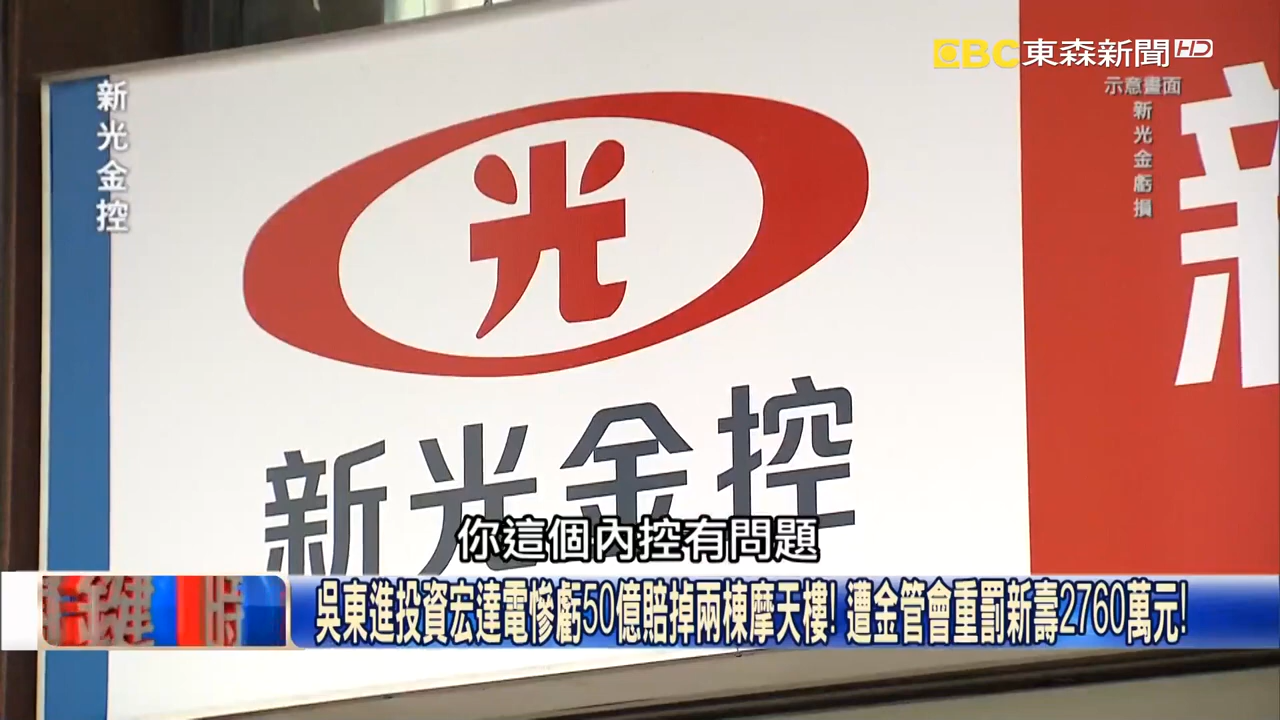 EBC東森新聞HD
示意畫面
新光金虧損
新光金控
光
新
新光金控
你這個內控有問題
時
吳東進投資宏達電慘虧50億賠掉兩棟摩天樓! 遭金管會重罰新壽2760萬元!